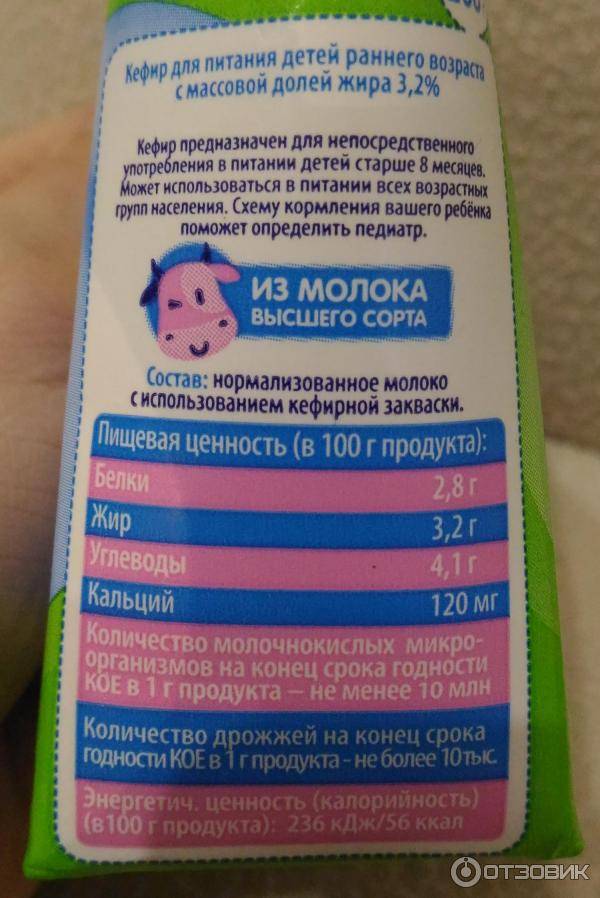 Кефир для питания детей раннего возраста
с массовой долей жира 3,2%
Кефир предназначен для непосредственного
употребления в питании детей старше 8 месяцев.
Может использоваться в питании всех возрастных
групп населения. Схему кормления вашего ребёнка
поможет определить педиатр.
ИЗ МОЛОКА
ВЫСШЕГО СОРТА
Состав: нормализованное молоко
с использованием кефирной закваски.
Пищевая ценность (в 100 г продукта):
Белки 2,8 г
Жир 3,2 г
Углеводы 4,1 г
Кальций 120 мг
Количество молочнокислых микро-
организмов на конец срока годности
КОЕ в 1 г продукта – не менее 10 млн
Количество дрожжей на конец срока
годности КОЕ в 1 г продукта - не более 10 тыс.
Энергетич. ценность (калорийность)
(в 100 г продукта): 236 кДж/56 ккал
ОТЗОВИК